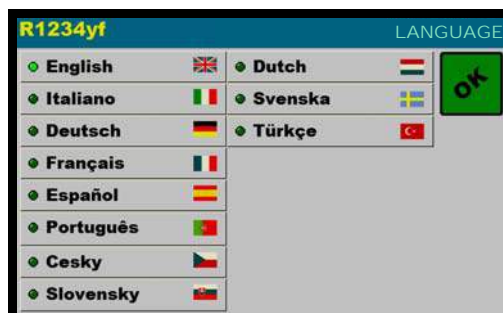 R1234yf
LANGUAGE
English
Italiano
Deutsch
Français
Español
Português
Cesky
Slovensky
Dutch
Svenska
Türkçe
OK